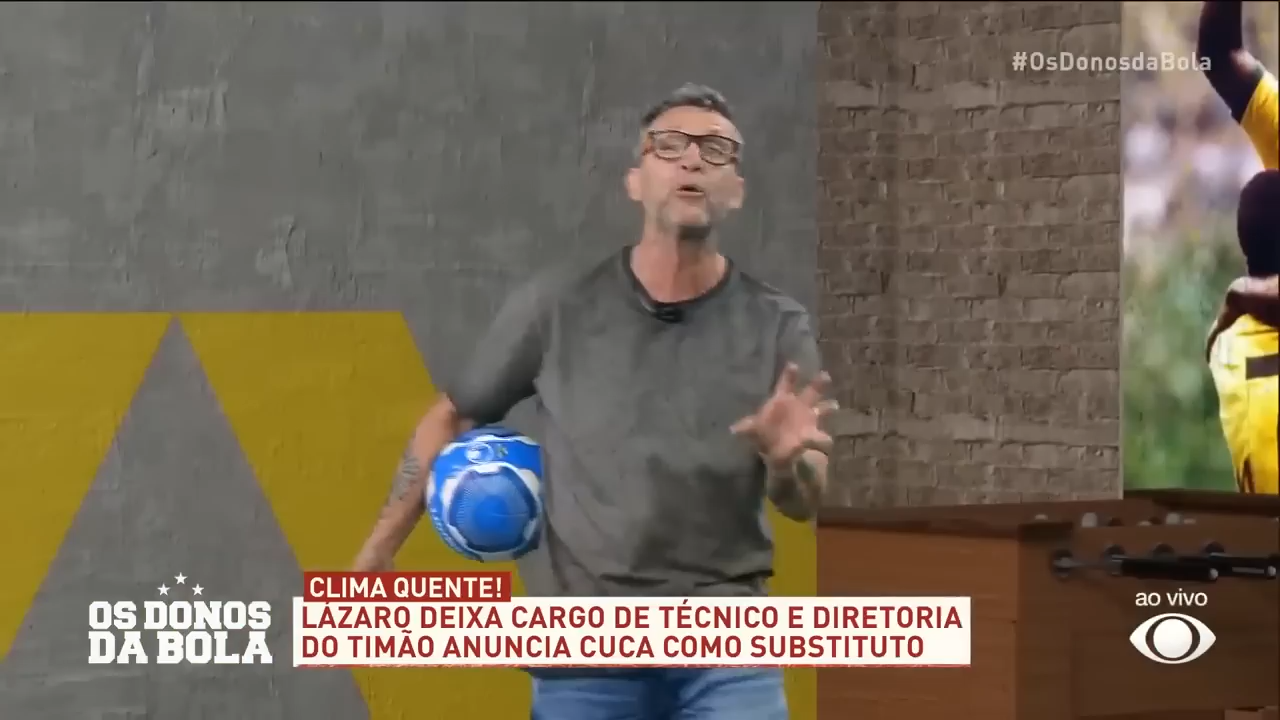 #OsDonosdaBola
CLIMA QUENTE!
LÁZARO DEIXA CARGO DE TÉCNICO E DIRETORIA
DO TIMÃO ANUNCIA CUCA COMO SUBSTITUTO
OS DONOS
DA BOLA
ao vivo